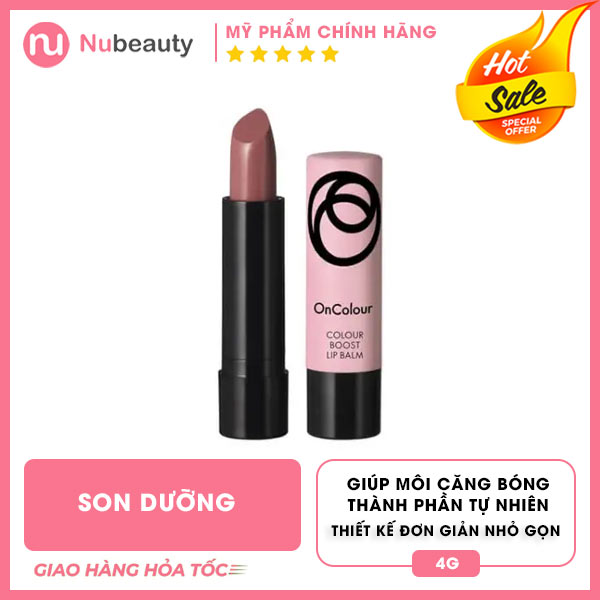 nu Nubeauty
MỸ PHẨM CHÍNH HÃNG
Hot
Sale
SPECIAL
OFFER
OnColour
COLOUR
BOOST
LIP BALM
SON DƯỠNG
GIAO HÀNG HỎA TỐC
GIÚP MÔI CĂNG BÓNG
THÀNH PHẦN TỰ NHIÊN
THIẾT KẾ ĐƠN GIẢN NHỎ GỌN
4G